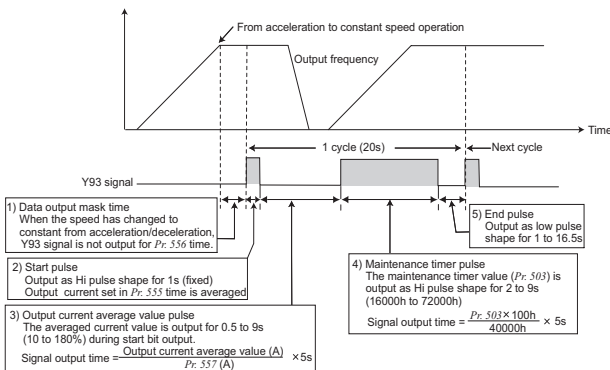 From acceleration to constant speed operation
Output frequency
Time
1 cycle (20s)
Next cycle
Y93 signal
1) Data output mask time
When the speed has changed to
constant from acceleration/deceleration,
Y93 signal is not output for Pr. 556 time.
2) Start pulse
Output as Hi pulse shape for 1s (fixed)
Output current set in Pr. 555 time is averaged
3) Output current average value pulse
The averaged current value is output for 0.5 to 9s
(10 to 180%) during start bit output.
Signal output time = Output current average value (A) / Pr. 557 (A) ×5s
5) End pulse
Output as low pulse
shape for 1 to 16.5s
4) Maintenance timer pulse
The maintenance timer value (Pr. 503) is
output as Hi pulse shape for 2 to 9s
(16000h to 72000h)
Signal output time = Pr. 503×100h / 40000h × 5s